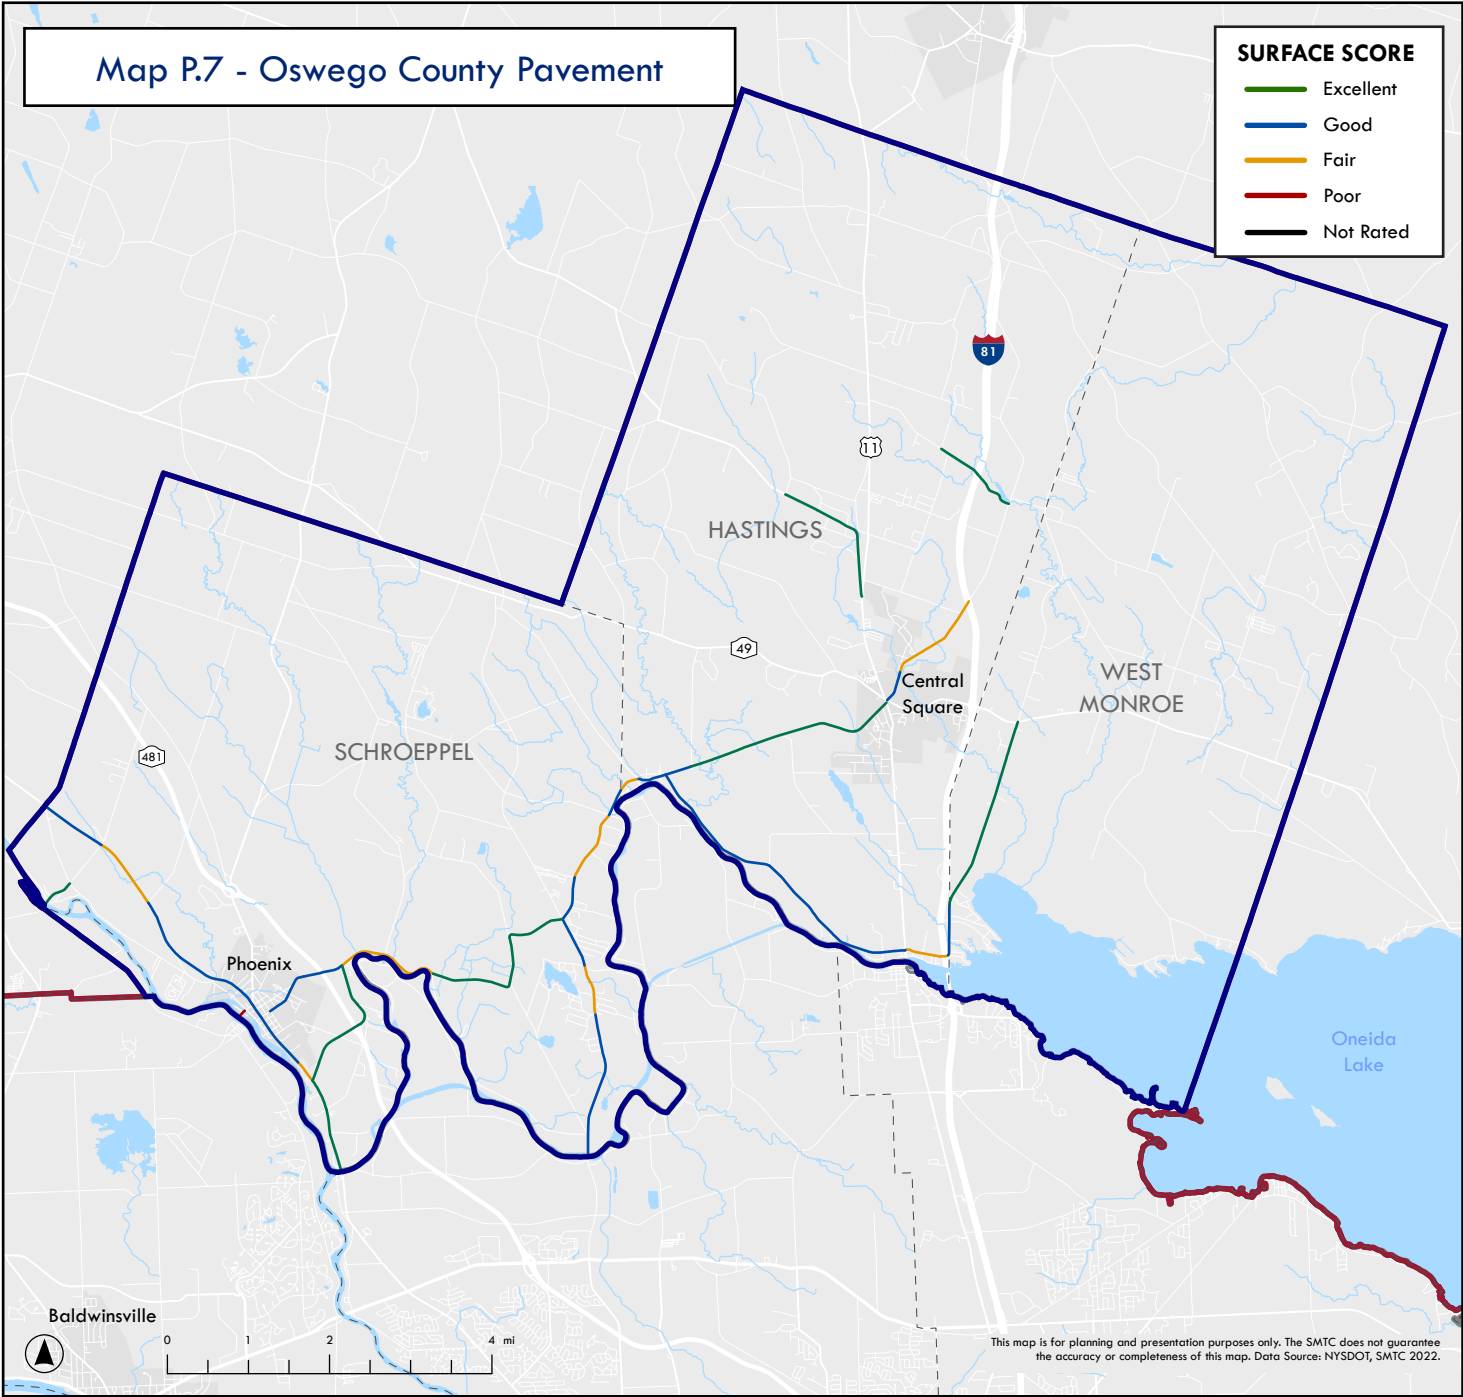 Map P.7 - Oswego County Pavement
SURFACE SCORE
Excellent
Good
Fair
Poor
Not Rated
81
11
HASTINGS
49
Central
Square
WEST
MONROE
481
SCHROEPPEL
Phoenix
Oneida
Lake
Baldwinsville
0 1 2 4 mi
This map is for planning and presentation purposes only. The SMTC does not guarantee
the accuracy or completeness of this map. Data Source: NYSDOT, SMTC 2022.